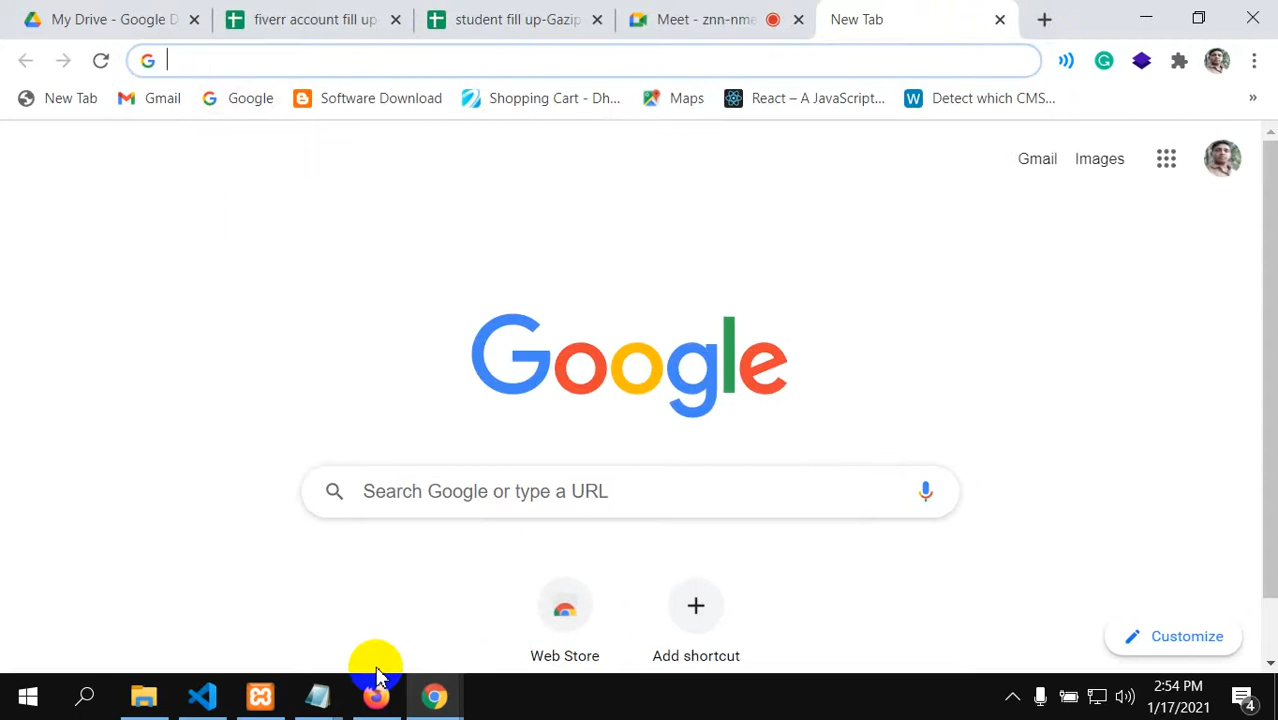 My Drive - Google D
fiverr account fill up-
student fill up-Gazip
Meet - znn-nme
New Tab
New Tab
Gmail
Google
Software Download
Shopping Cart - Dh...
Maps
React – A JavaScript...
Detect which CMS...
»
Gmail
Images
Google
Search Google or type a URL
Web Store
Add shortcut
Customize
2:54 PM
1/17/2021
4